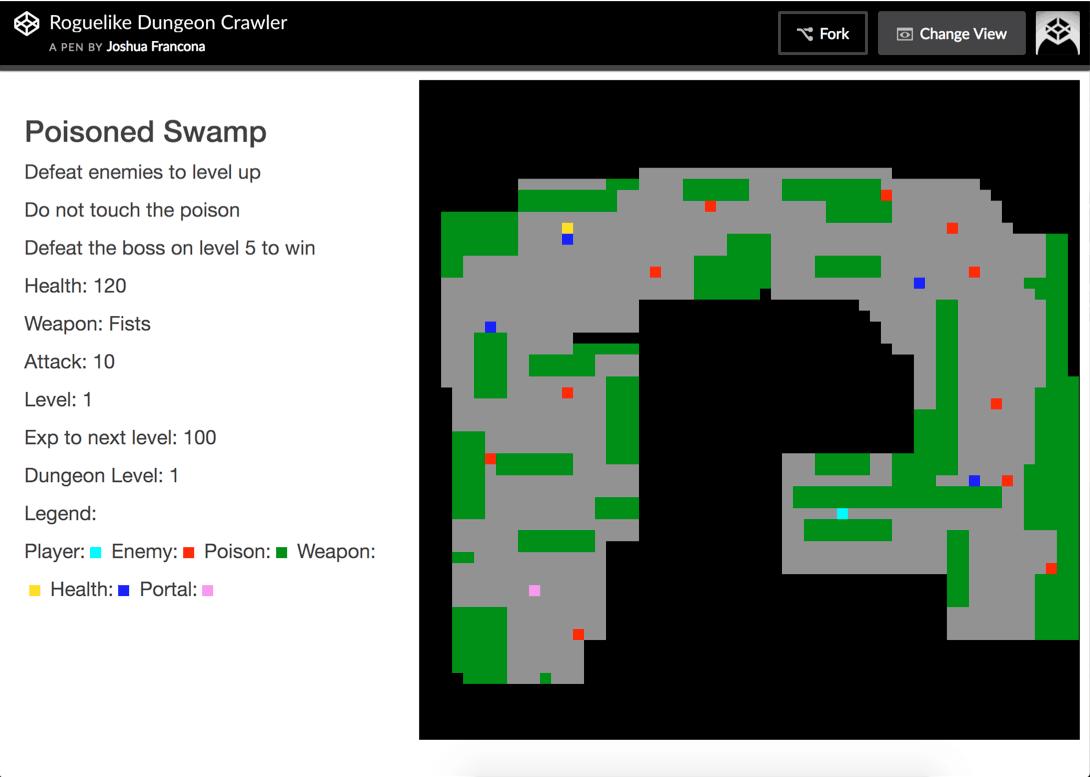 Roguelike Dungeon Crawler
A PEN BY Joshua Francona
Fork
Change View
Poisoned Swamp
Defeat enemies to level up
Do not touch the poison
Defeat the boss on level 5 to win
Health: 120
Weapon: Fists
Attack: 10
Level: 1
Exp to next level: 100
Dungeon Level: 1
Legend:
Player: Enemy: Poison: Weapon:
Health: Portal: